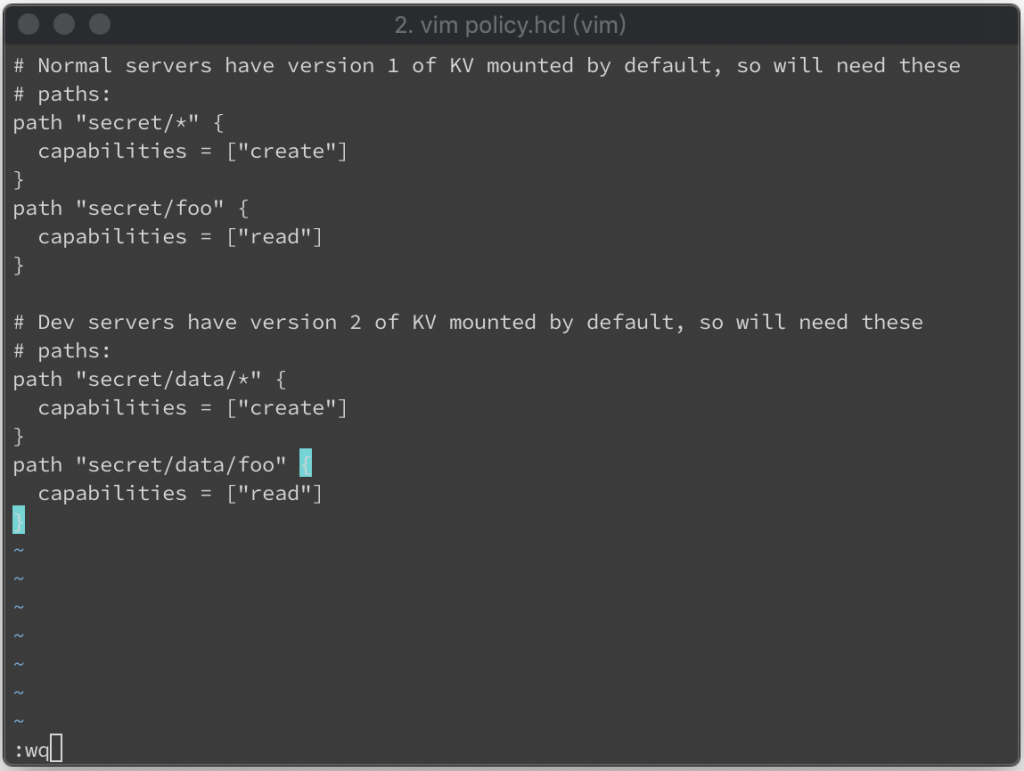 2. vim policy.hcl (vim)
# Normal servers have version 1 of KV mounted by default, so will need these
# paths:
path "secret/*" {
  capabilities = ["create"]
}
path "secret/foo" {
  capabilities = ["read"]
}

# Dev servers have version 2 of KV mounted by default, so will need these
# paths:
path "secret/data/*" {
  capabilities = ["create"]
}
path "secret/data/foo" {
  capabilities = ["read"]
}
~
~
~
~
~
~
~
:wq